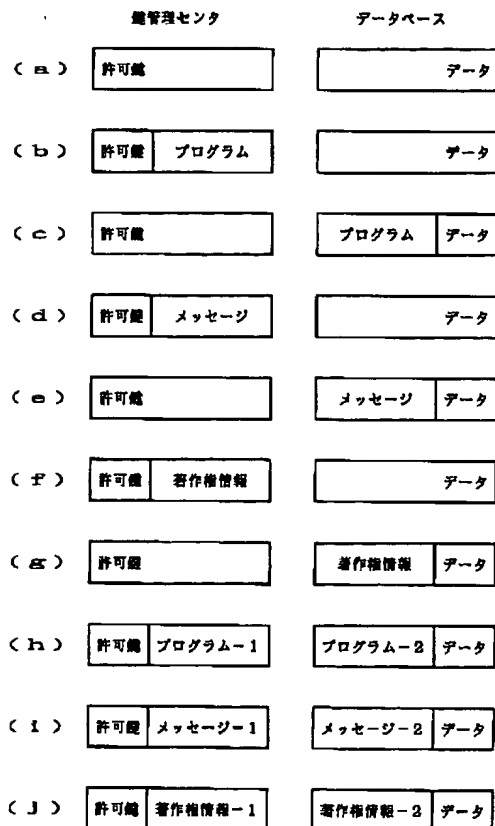 鍵管理センタ データベース
(a) 許可鍵 データ
(b) 許可鍵 プログラム データ
(c) 許可鍵 プログラム データ
(d) 許可鍵 メッセージ データ
(e) 許可鍵 メッセージ データ
(f) 許可鍵 著作権情報 データ
(g) 許可鍵 著作権情報 データ
(h) 許可鍵 プログラム-1 プログラム-2 データ
(i) 許可鍵 メッセージ-1 メッセージ-2 データ
(j) 許可鍵 著作権情報-1 著作権情報-2 データ